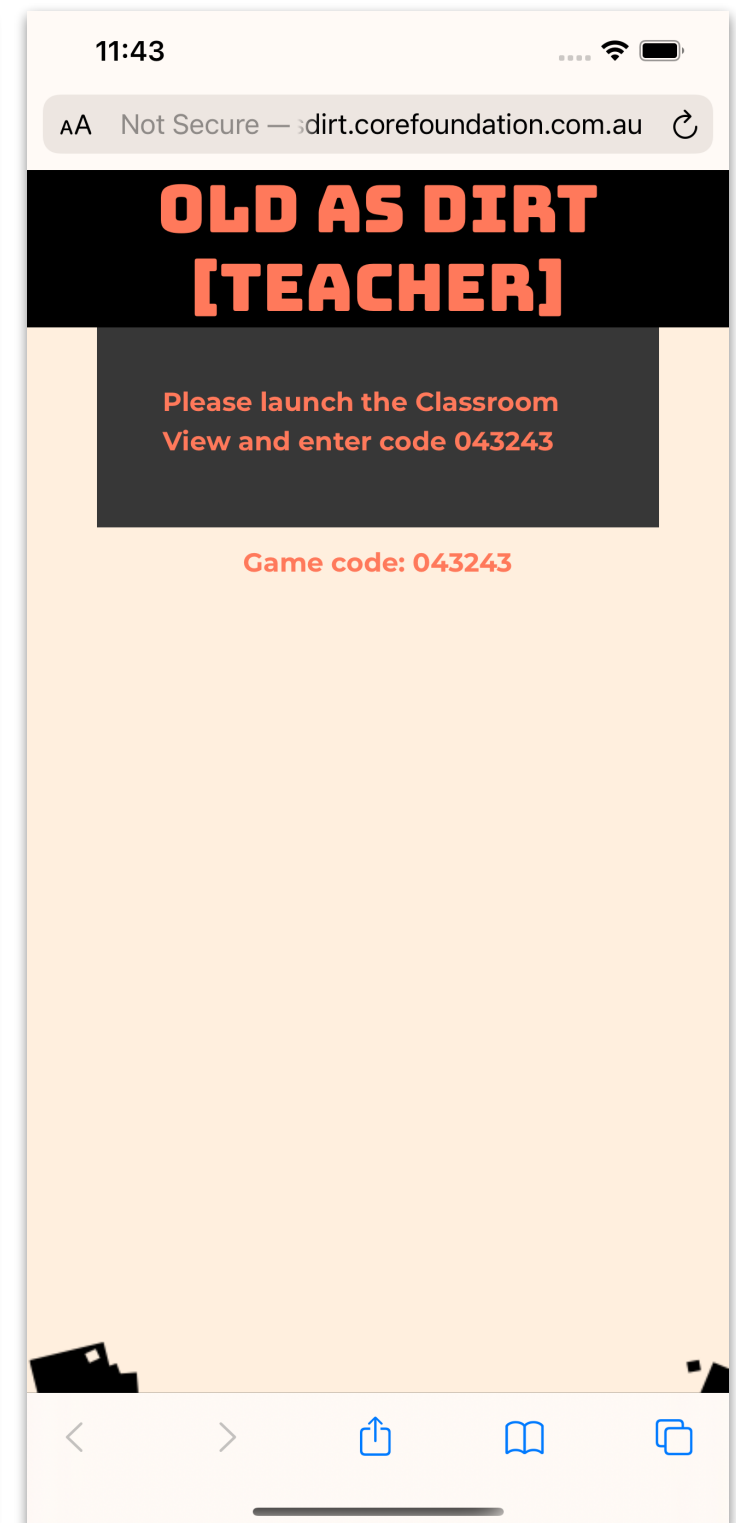 11:43
AA Not Secure — sdirt.corefoundation.com.au
OLD AS DIRT
[TEACHER]
Please launch the Classroom
View and enter code 043243
Game code: 043243